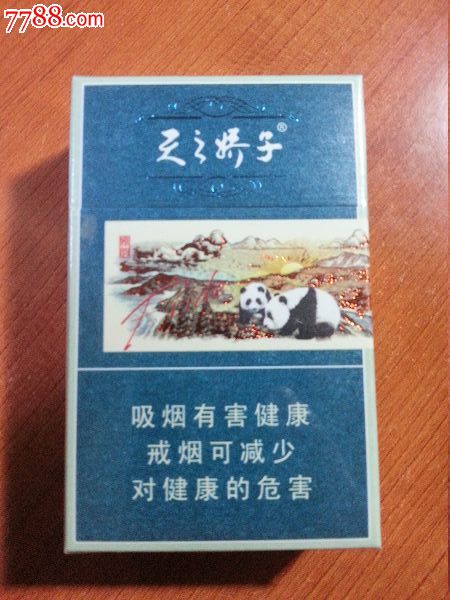 7788.com
天之娇子®
吸烟有害健康
戒烟可减少
对健康的危害